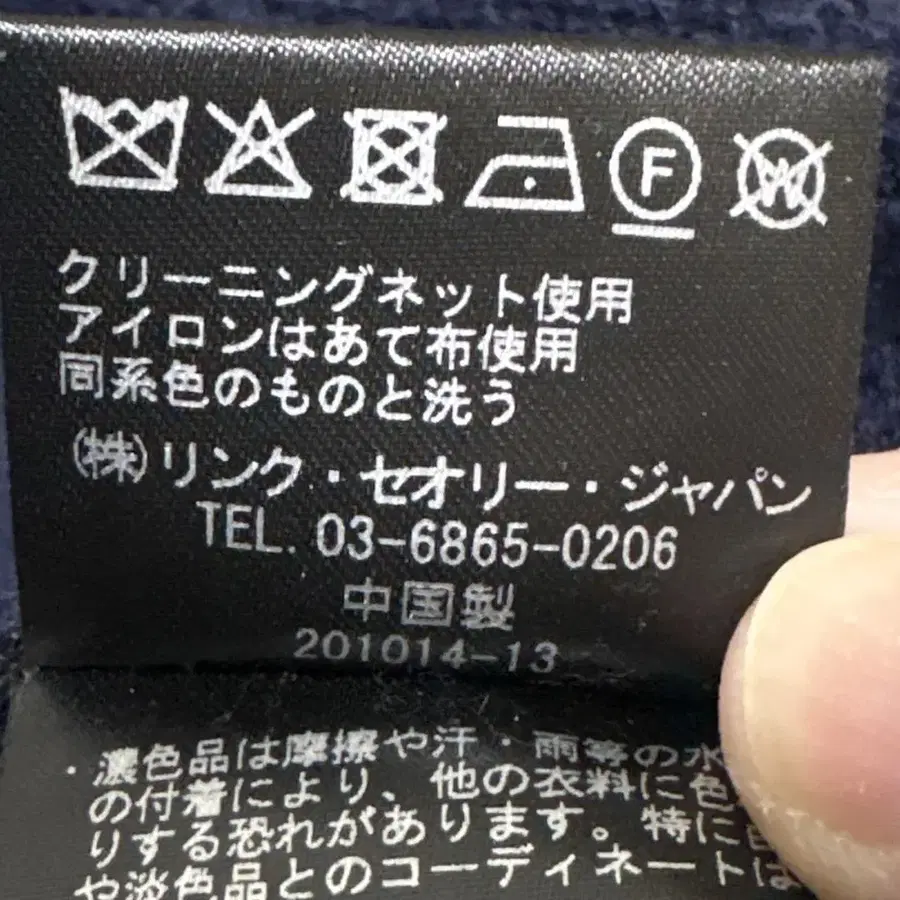 F W
クリーニングネット使用
アイロンはあて布使用
同系色のものと洗う
㈱リンク・セオリー・ジャパン
TEL. 03-6865-0206
中国製
201014-13
・濃色品は摩擦や汗・雨等の水
の付着により、他の衣料に色
りする恐れがあります。特に
や淡色品とのコーディネートは